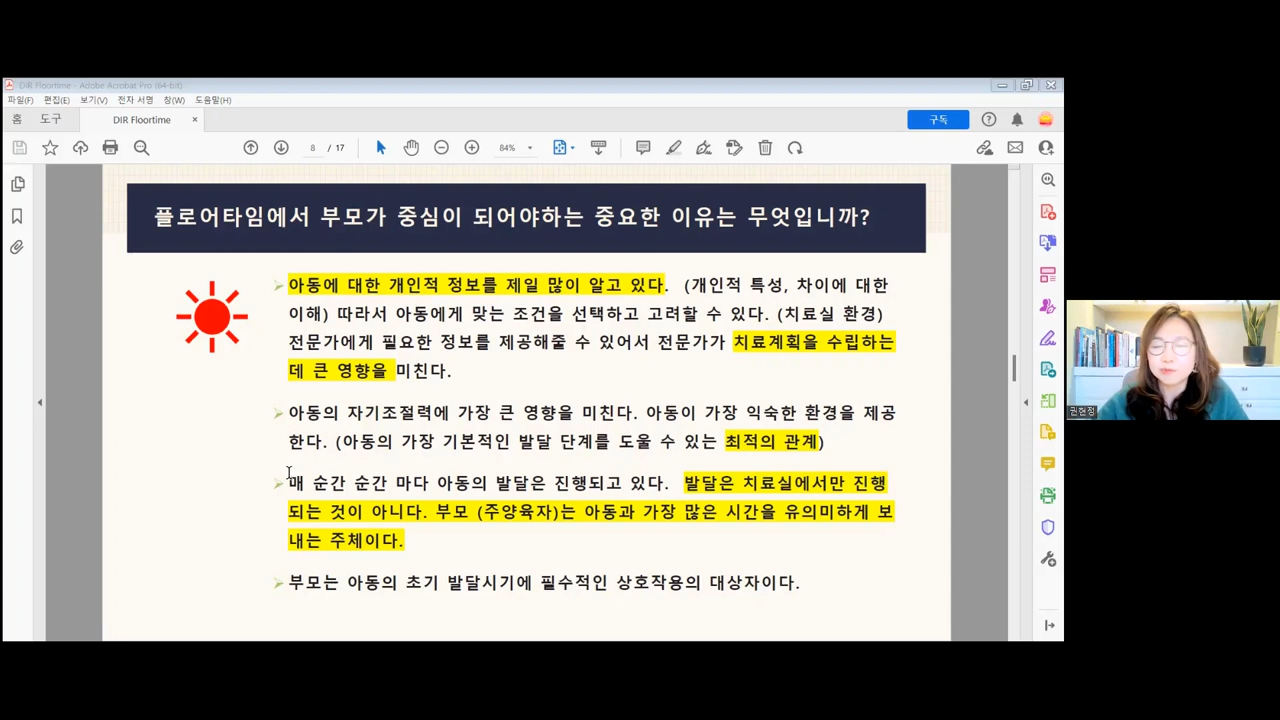 DIR Floortime - Adobe Acrobat Pro (64-bit)
파일(F) 편집(E) 보기(V) 전자 서명 창(W) 도움말(H)
홈 도구 DIR Floortime × 구독
8 / 17 84%
플로어타임에서 부모가 중심이 되어야하는 중요한 이유는 무엇입니까?
아동에 대한 개인적 정보를 제일 많이 알고 있다. (개인적 특성, 차이에 대한
이해) 따라서 아동에게 맞는 조건을 선택하고 고려할 수 있다. (치료실 환경)
전문가에게 필요한 정보를 제공해줄 수 있어서 전문가가 치료계획을 수립하는
데 큰 영향을 미친다.
아동의 자기조절력에 가장 큰 영향을 미친다. 아동이 가장 익숙한 환경을 제공
한다. (아동의 가장 기본적인 발달 단계를 도울 수 있는 최적의 관계)
매 순간 순간 마다 아동의 발달은 진행되고 있다. 발달은 치료실에서만 진행
되는 것이 아니다. 부모 (주양육자)는 아동과 가장 많은 시간을 유의미하게 보
내는 주체이다.
부모는 아동의 초기 발달시기에 필수적인 상호작용의 대상자이다.
권현정